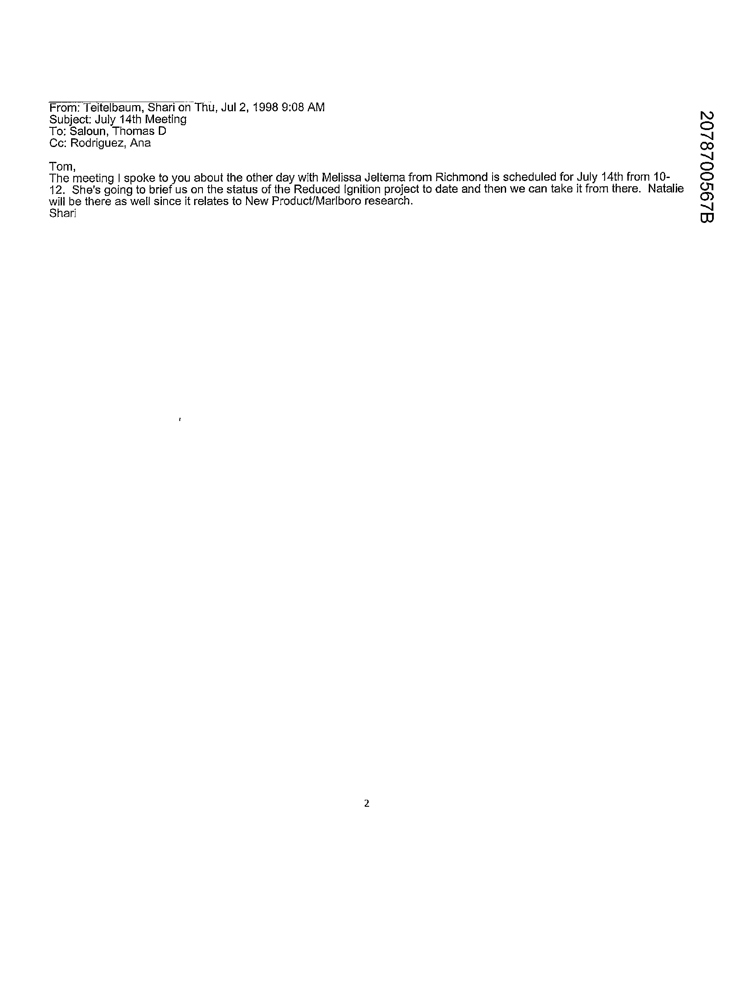 From: Teitelbaum, Shari on Thu, Jul 2, 1998 9:08 AM
Subject: July 14th Meeting
To: Saloun, Thomas D
Cc: Rodriguez, Ana
Tom,
The meeting I spoke to you about the other day with Melissa Jeltema from Richmond is scheduled for July 14th from 10-
12. She's going to brief us on the status of the Reduced Ignition project to date and then we can take it from there. Natalie
will be there as well since it relates to New Product/Marlboro research.
Shari
2078700567B
2